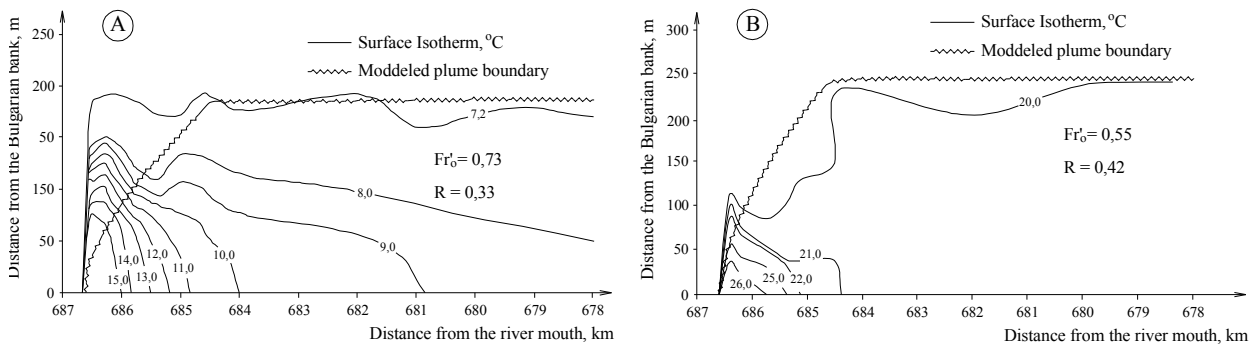 A
Distance from the Bulgarian bank, m
250
200
50
150
50
0
Surface Isotherm, °C
Moddeled plume boundary
7,2
Fr'₀= 0,73
R = 0,33
8,0
9,0
10,0
11,0
12,0
13,0
14,0
15,0
687 686 685 684 683 682 681 680 679 678
Distance from the river mouth, km
B
Distance from the Bulgarian bank, m
300
250
200
150
100
50
0
Surface Isotherm, °C
Moddeled plume boundary
20,0
Fr'₀= 0,55
R = 0,42
21,0
22,0
25,0
26,0
687 686 685 684 683 682 681 680 679 678
Distance from the river mouth, km